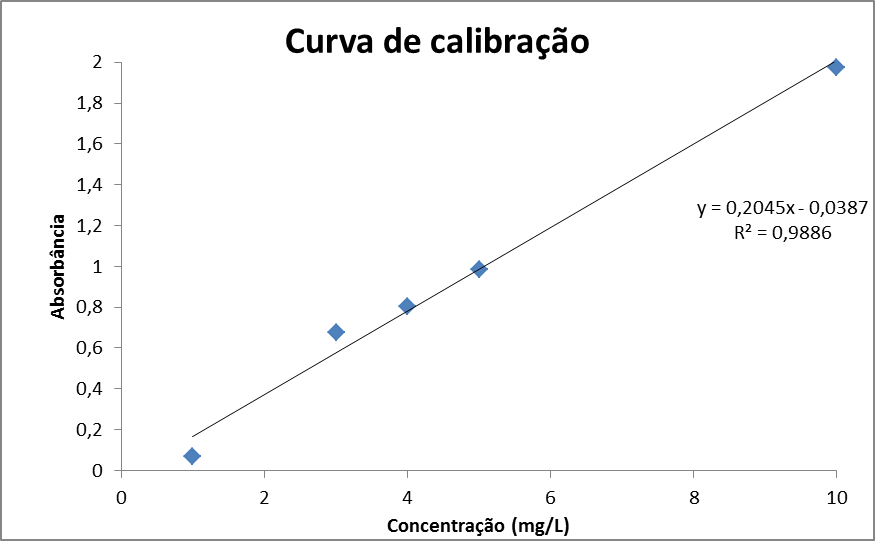 Curva de calibração
2
1,8
1,6
1,4
1,2
1
0,8
0,6
0,4
0,2
0
Absorbância
y = 0,2045x - 0,0387
R² = 0,9886
0 2 4 6 8 10
Concentração (mg/L)